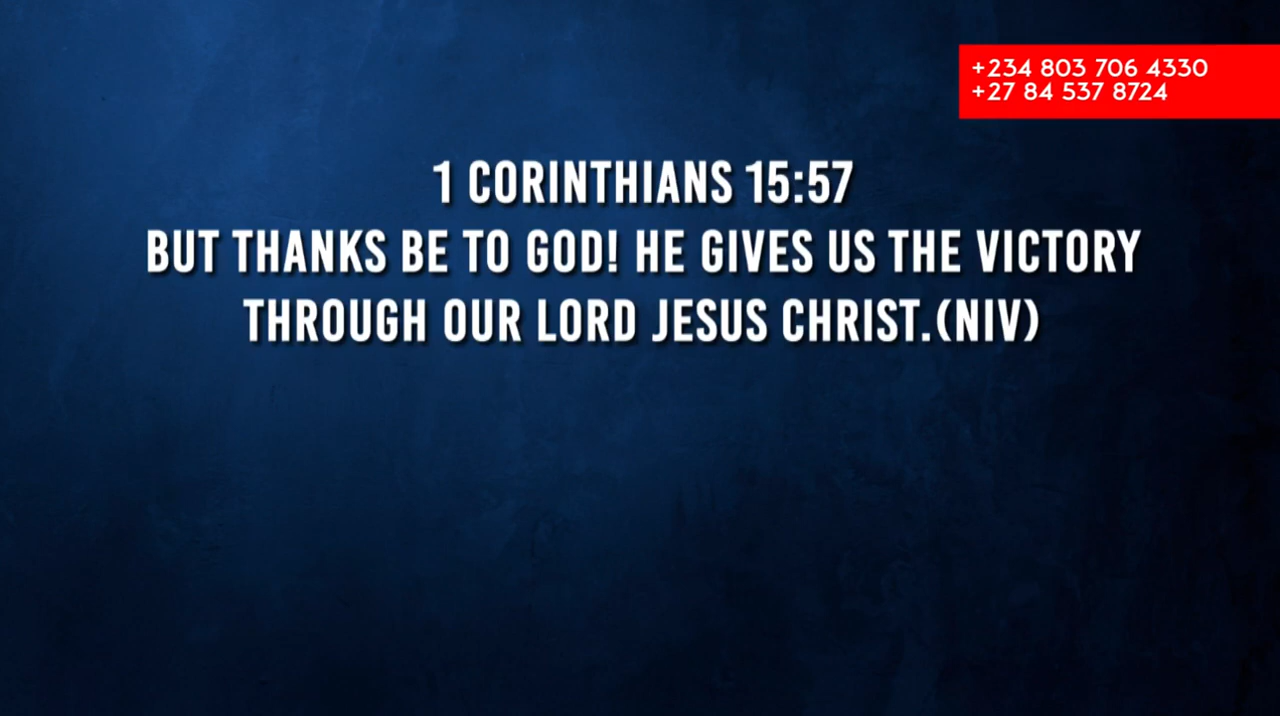 +234 803 706 4330
+27 84 537 8724
1 CORINTHIANS 15:57
BUT THANKS BE TO GOD! HE GIVES US THE VICTORY
THROUGH OUR LORD JESUS CHRIST.(NIV)